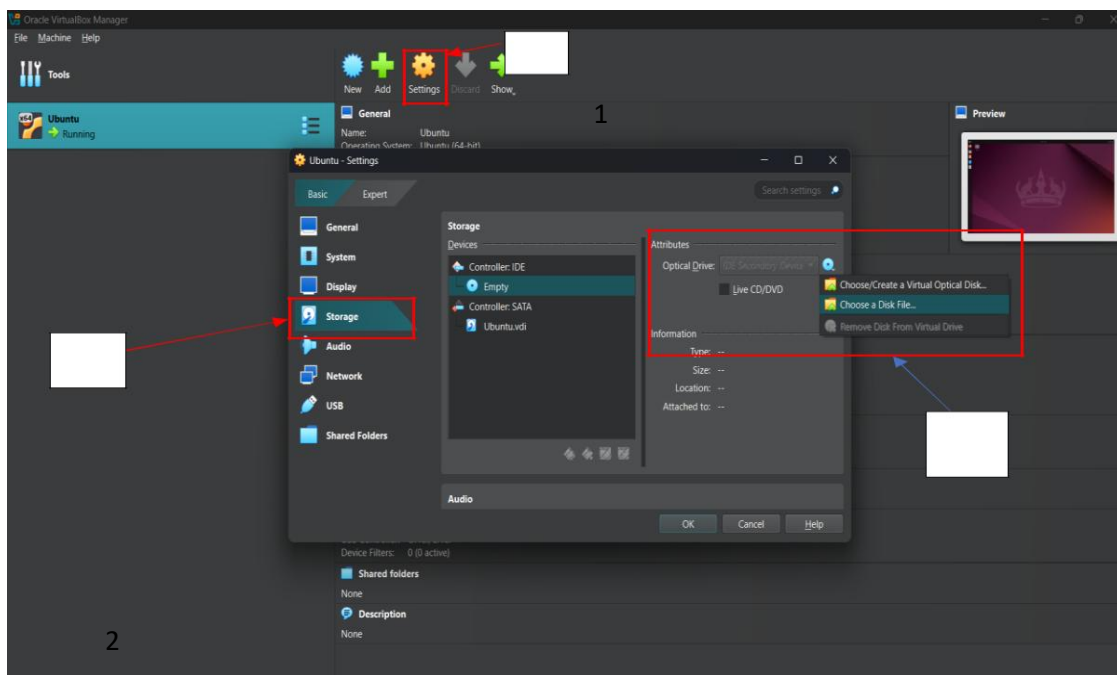 Oracle VirtualBox Manager
File Machine Help
Tools
New Add Settings Discard Show
Ubuntu
Running
General
1
Preview
Name: Ubuntu
Operating System: Ubuntu (64-bit)
Ubuntu - Settings
Basic Expert
Search settings
General
System
Display
Storage
Audio
Network
USB
Shared Folders
Storage
Devices
Controller: IDE
Empty
Controller: SATA
Ubuntu.vdi
Attributes
Optical Drive: IDE Secondary Device
Live CD/DVD
Choose/Create a Virtual Optical Disk...
Choose a Disk File...
Remove Disk From Virtual Drive
Information
Type: --
Size: --
Location: --
Attached to: --
Audio
OK Cancel Help
Device Filters: 0 (0 active)
Shared folders
None
Description
None
2